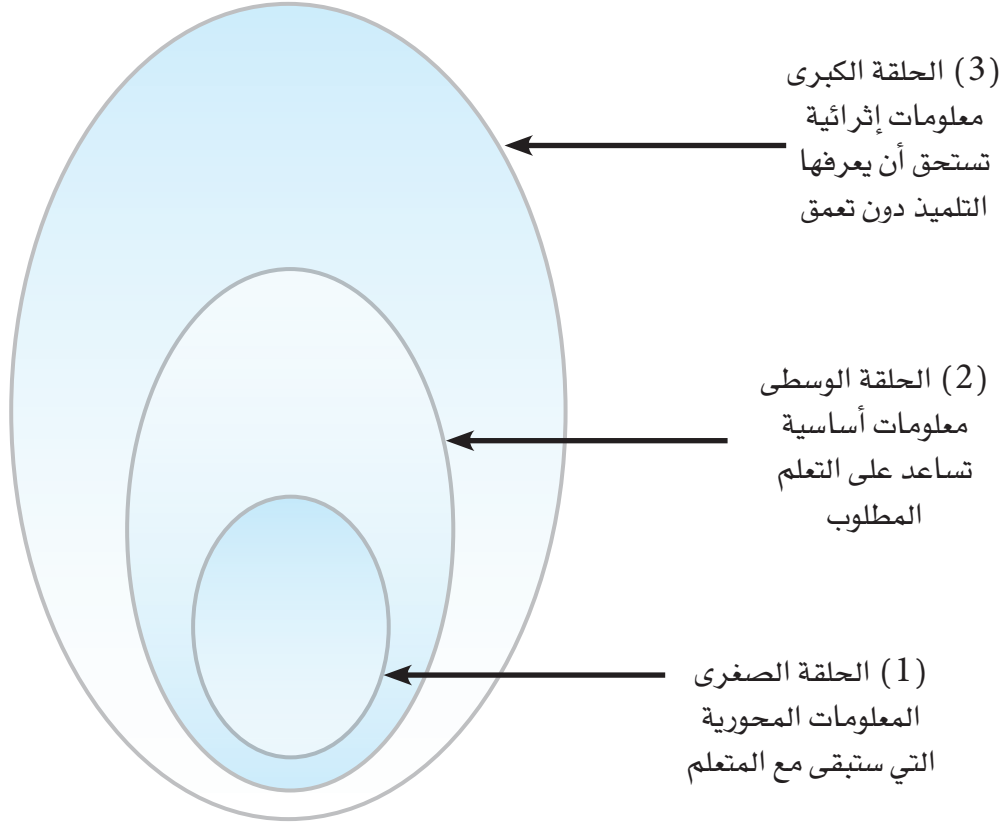 (3) الحلقة الكبرى
معلومات إثرائية
تستحق أن يعرفها
التلميذ دون تعمق
(2) الحلقة الوسطى
معلومات أساسية
تساعد على التعلم
المطلوب
(1) الحلقة الصغرى
المعلومات المحورية
التي ستبقى مع المتعلم